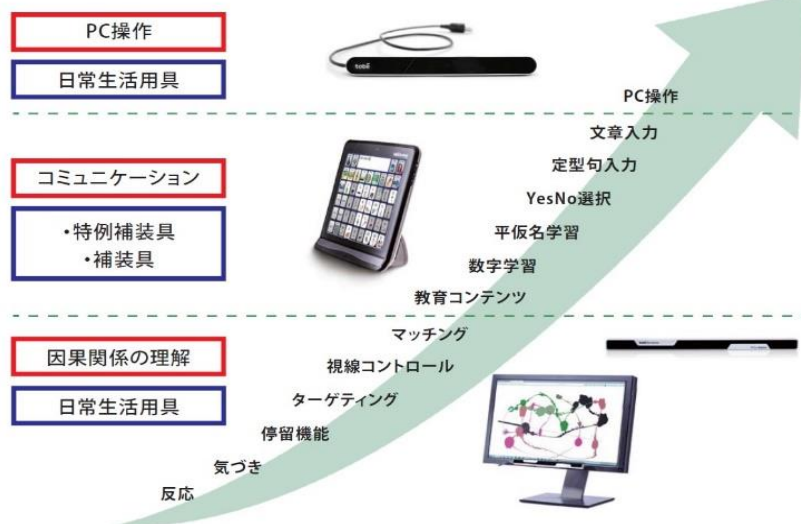 PC操作
日常生活用具
tobii
PC操作
文章入力
定型句入力
YesNo選択
平仮名学習
数字学習
教育コンテンツ
コミュニケーション
・特例補装具
・補装具
マッチング
視線コントロール
ターゲティング
停留機能
気づき
反応
因果関係の理解
日常生活用具